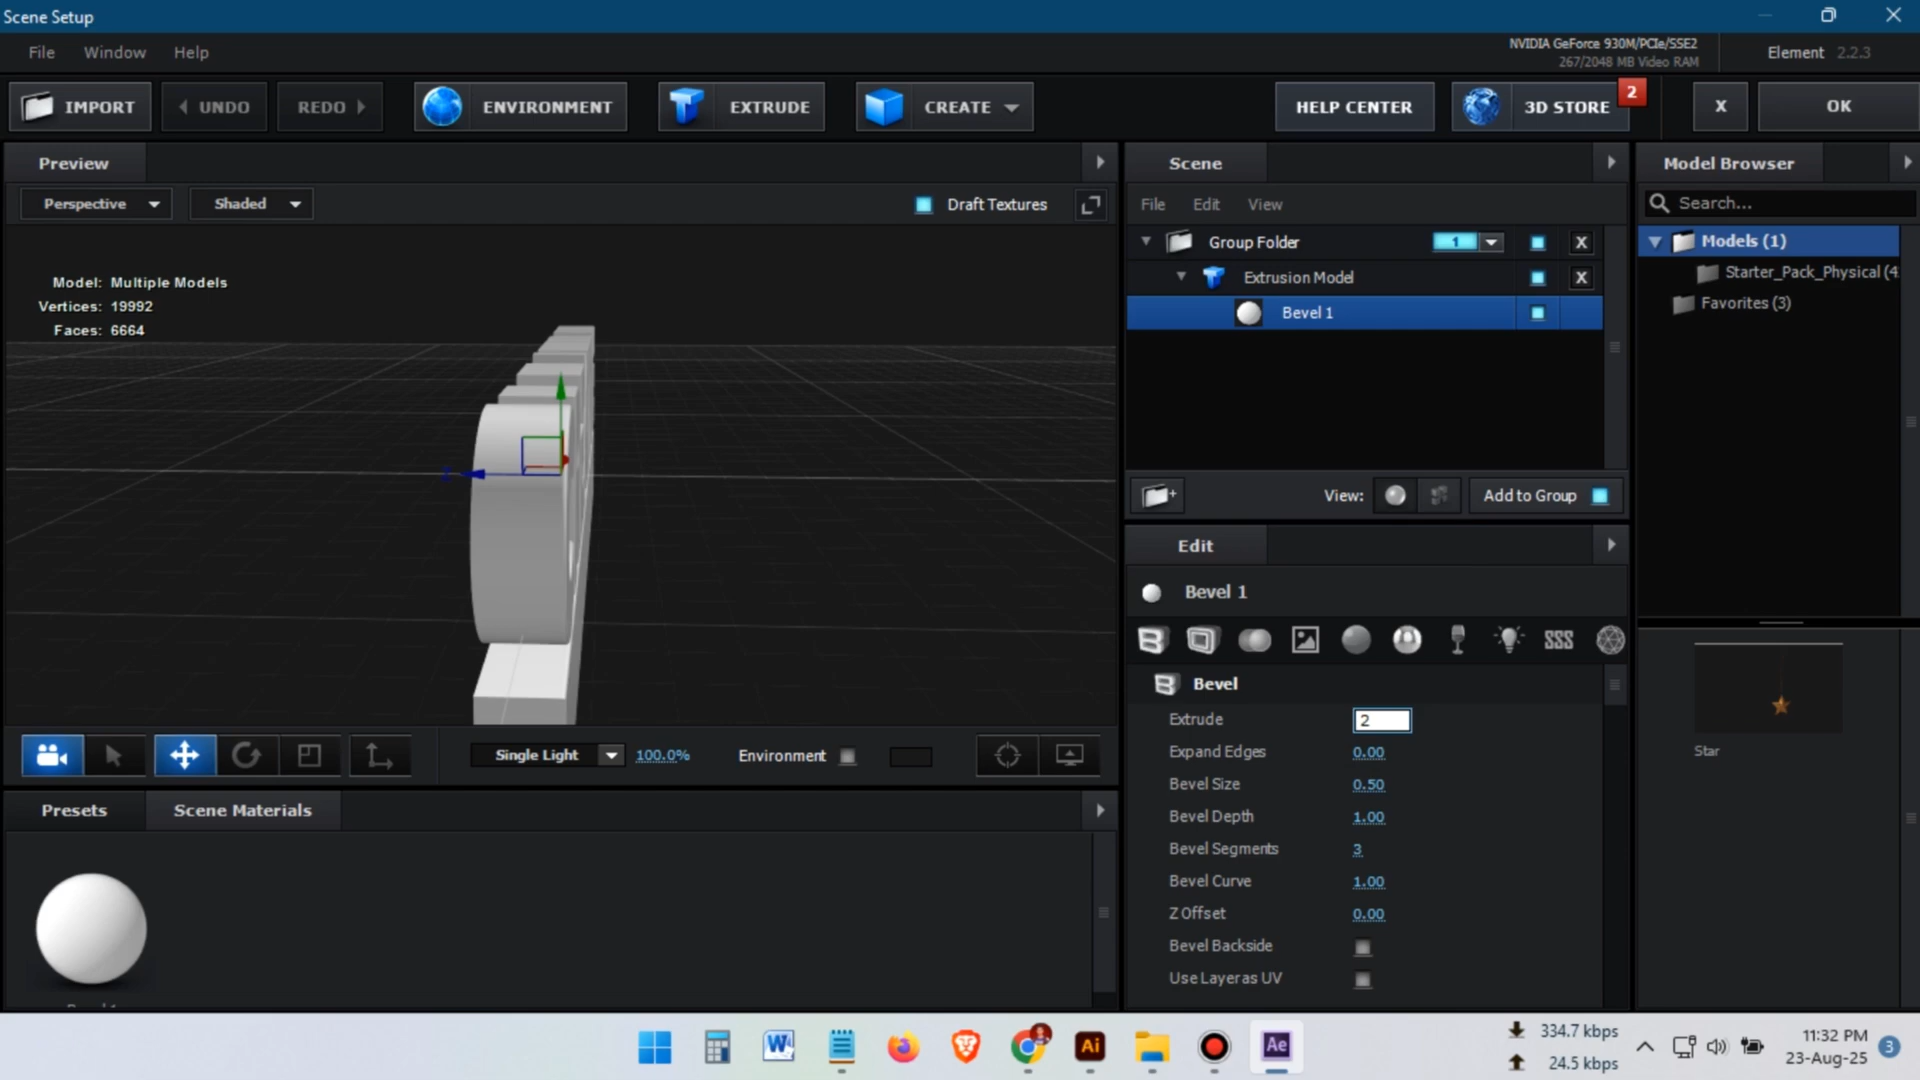 Scene Setup
File Window Help
NVIDIA GeForce 930M/PCIe/SSE2
267/2048 MB Video RAM
Element 2.2.3
IMPORT UNDO REDO ENVIRONMENT EXTRUDE CREATE HELP CENTER 3D STORE 2 X OK
Preview
Perspective Shaded Draft Textures
Model: Multiple Models
Vertices: 19992
Faces: 6664
Z
Single Light 100.0% Environment
Presets Scene Materials
Scene
File Edit View
Group Folder 1 X
Extrusion Model X
Bevel 1
View: Add to Group
Edit
Bevel 1
SSS
Bevel
Extrude 2
Expand Edges 0.00
Bevel Size 0.50
Bevel Depth 1.00
Bevel Segments 3
Bevel Curve 1.00
Z Offset 0.00
Bevel Backside
Use Layer as UV
Model Browser
Search...
Models (1)
Starter_Pack_Physical (4
Favorites (3)
Star
W Ai Ae
334.7 kbps
24.5 kbps
11:32 PM
23-Aug-25
3